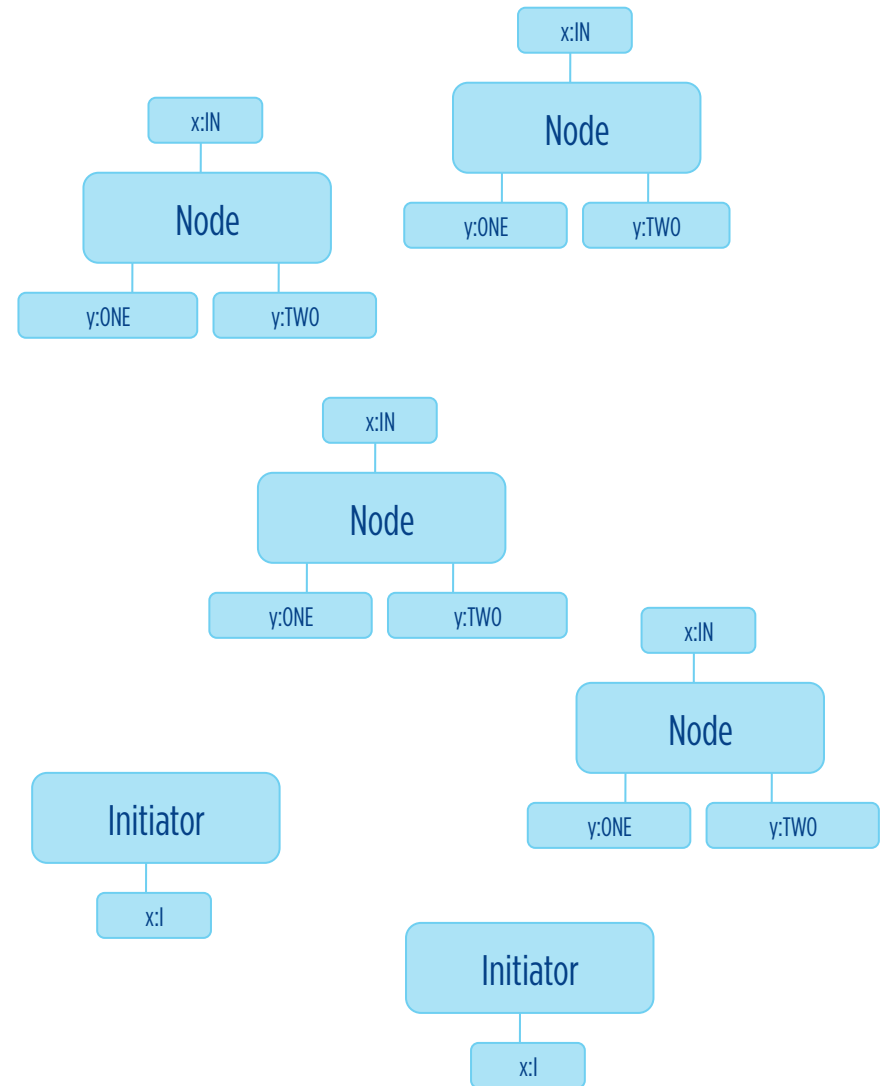 x:IN
Node
y:ONE
y:TWO
x:IN
Node
y:ONE
y:TWO
x:IN
Node
y:ONE
y:TWO
x:IN
Node
y:ONE
y:TWO
Initiator
x:I
Initiator
x:I